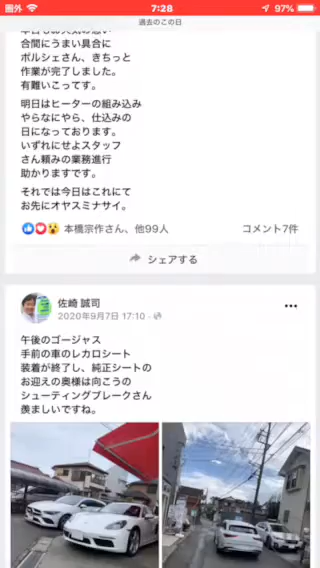 圏外
7:28
97%
過去のこの日
合間にうまい具合に
ポルシェさん、きちっと
作業が完了しました。
有難いこってす。
明日はヒーターの組み込み
やらなにやら、仕込みの
日になっております。
いずれにせよスタッフ
さん頼みの業務進行
助かりますです。
それでは今日はこれにて
お先にオヤスミナサイ。
本橋宗作さん、他99人
コメント7件
シェアする
佐崎 誠司
2020年9月7日 17:10
午後のゴージャス
手前の車のレカロシート
装着が終了し、純正シートの
お迎えの奥様は向こうの
シューティングブレークさん
羨ましいですね。